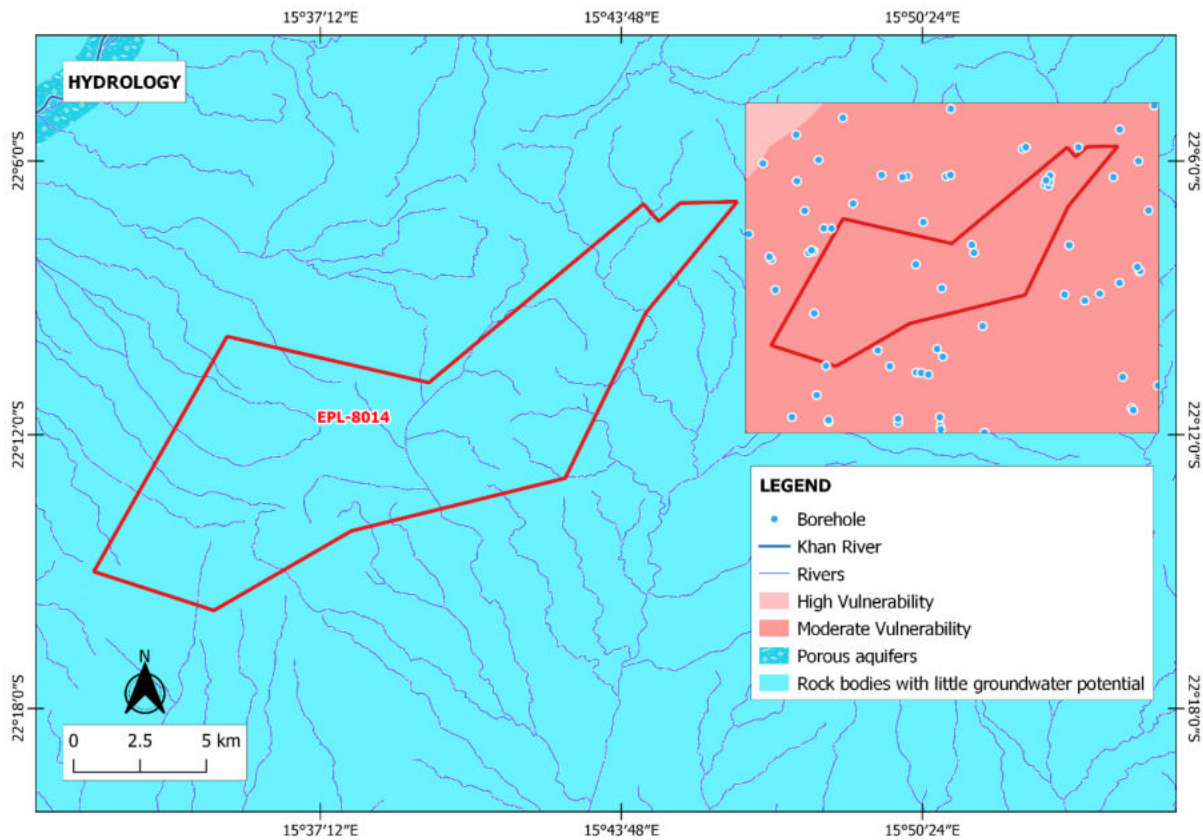 15°37′12″E
15°43′48″E
15°50′24″E
HYDROLOGY
22°6′0″S
22°6′0″S
EPL-8014
22°12′0″S
22°12′0″S
LEGEND
Borehole
Khan River
Rivers
High Vulnerability
Moderate Vulnerability
Porous aquifers
Rock bodies with little groundwater potential
N
22°18′0″S
22°18′0″S
0 2.5 5 km
15°37′12″E
15°43′48″E
15°50′24″E